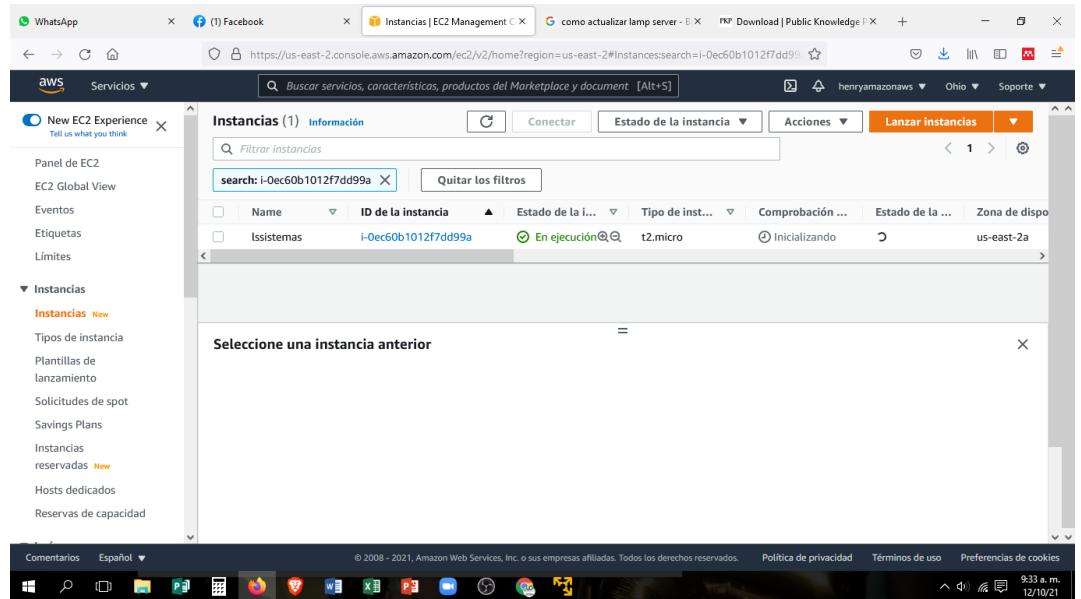 WhatsApp
(1) Facebook
Instancias | EC2 Management C
como actualizar lamp server - B
PKP Download | Public Knowledge P
https://us-east-2.console.aws.amazon.com/ec2/v2/home?region=us-east-2#Instances:search=i-0ec60b1012f7dd99
aws
Servicios
Buscar servicios, características, productos del Marketplace y document [Alt+S]
henryamazonaws
Ohio
Soporte
New EC2 Experience
Tell us what you think
Panel de EC2
EC2 Global View
Eventos
Etiquetas
Límites
Instancias
Instancias New
Tipos de instancia
Plantillas de
lanzamiento
Solicitudes de spot
Savings Plans
Instancias
reservadas New
Hosts dedicados
Reservas de capacidad
Instancias (1) Información
Conectar
Estado de la instancia
Acciones
Lanzar instancias
Filtrar instancias
1
search: i-0ec60b1012f7dd99a
Quitar los filtros
Name
ID de la instancia
Estado de la i...
Tipo de inst...
Comprobación ...
Estado de la ...
Zona de dispo
lssistemas
i-0ec60b1012f7dd99a
En ejecución
t2.micro
Inicializando
us-east-2a
Seleccione una instancia anterior
Comentarios
Español
© 2008 - 2021, Amazon Web Services, Inc. o sus empresas afiliadas. Todos los derechos reservados.
Política de privacidad
Términos de uso
Preferencias de cookies
9:33 a. m.
12/10/21